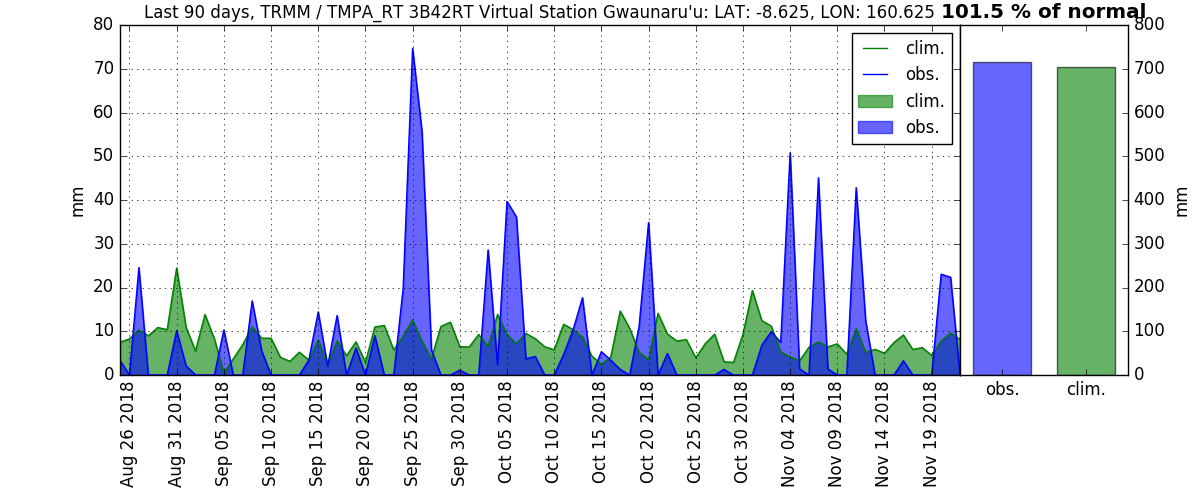 Last 90 days, TRMM / TMPA_RT 3B42RT Virtual Station Gwaunaru'u: LAT: -8.625, LON: 160.625 101.5 % of normal
80
70
60
50
40
30
20
10
0
mm
clim.
obs.
clim.
obs.
800
700
600
500
400
300
200
100
0
mm
obs. clim.
Aug 26 2018
Aug 31 2018
Sep 05 2018
Sep 10 2018
Sep 15 2018
Sep 20 2018
Sep 25 2018
Sep 30 2018
Oct 05 2018
Oct 10 2018
Oct 15 2018
Oct 20 2018
Oct 25 2018
Oct 30 2018
Nov 04 2018
Nov 09 2018
Nov 14 2018
Nov 19 2018